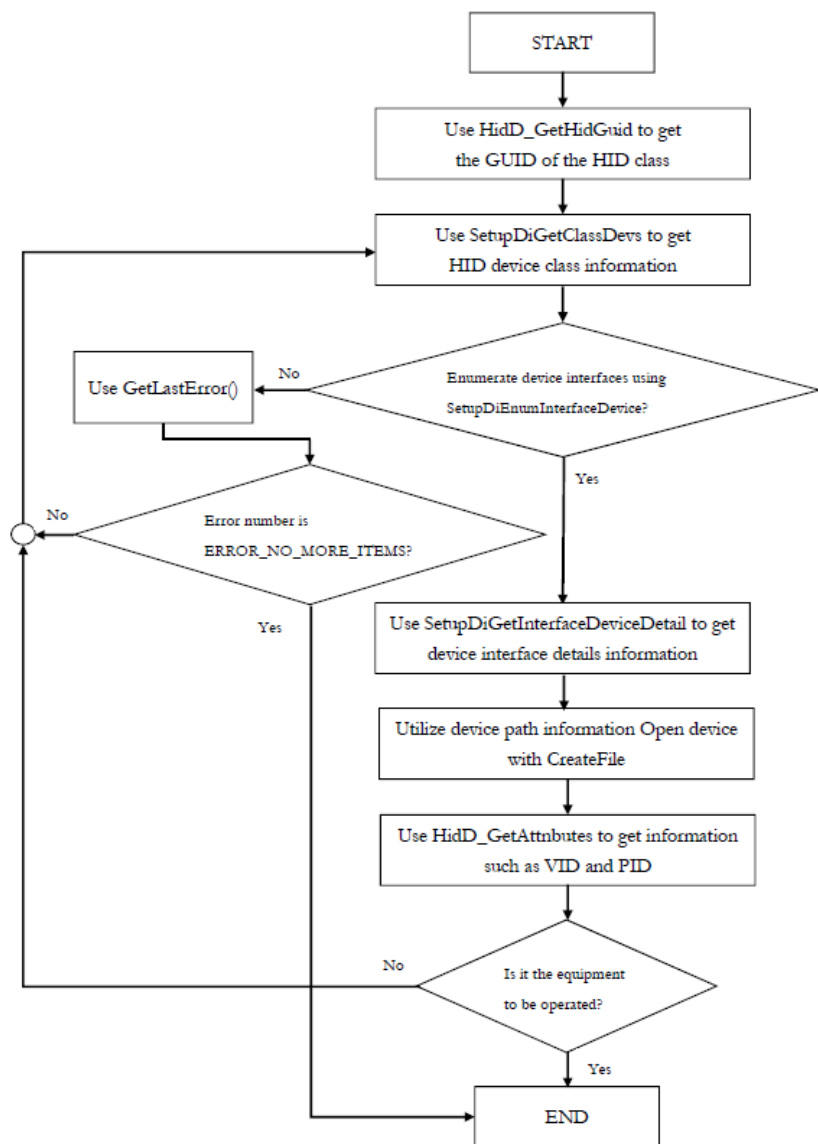 START
Use HidD_GetHidGuid to get
the GUID of the HID class
Use SetupDiGetClassDevs to get
HID device class information
Enumerate device interfaces using
SetupDiEnumInterfaceDevice?
No
Use GetLastError()
Yes
Error number is
ERROR_NO_MORE_ITEMS?
No
Yes
Use SetupDiGetInterfaceDeviceDetail to get
device interface details information
Utilize device path information Open device
with CreateFile
Use HidD_GetAttnbutes to get information
such as VID and PID
Is it the equipment
to be operated?
No
Yes
END